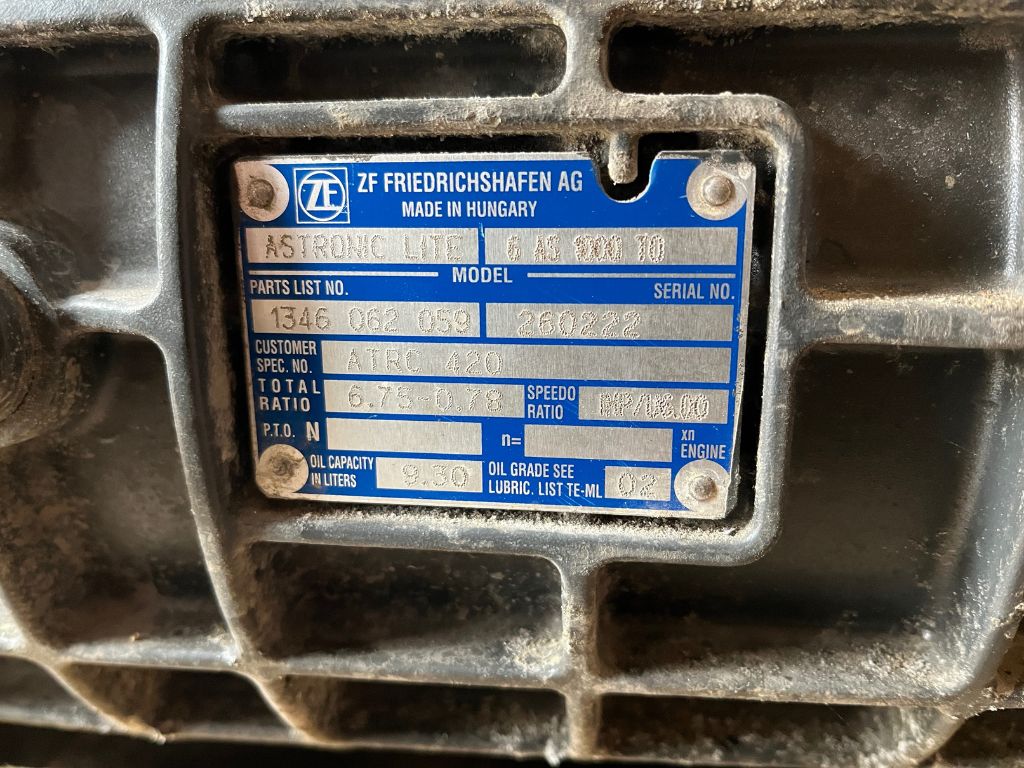 ZF
ZF FRIEDRICHSHAFEN AG
MADE IN HUNGARY
ASTRONIC LITE 6 AS 1000 TO
MODEL
PARTS LIST NO. SERIAL NO.
1346 062 059 260222
CUSTOMER SPEC. NO. ATRC 420
TOTAL RATIO 6.75-0.78 SPEEDO RATIO
P.T.O. N n= xn ENGINE
OIL CAPACITY IN LITERS 9.30 OIL GRADE SEE LUBRIC. LIST TE-ML 02